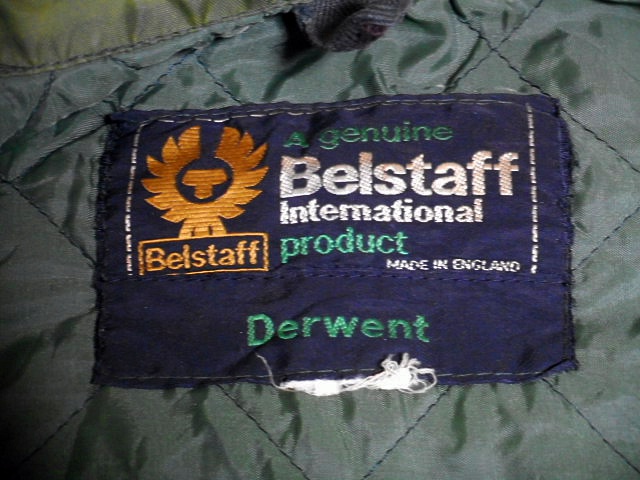 A genuine
Belstaff
International
product
MADE IN ENGLAND
Belstaff
Derwent